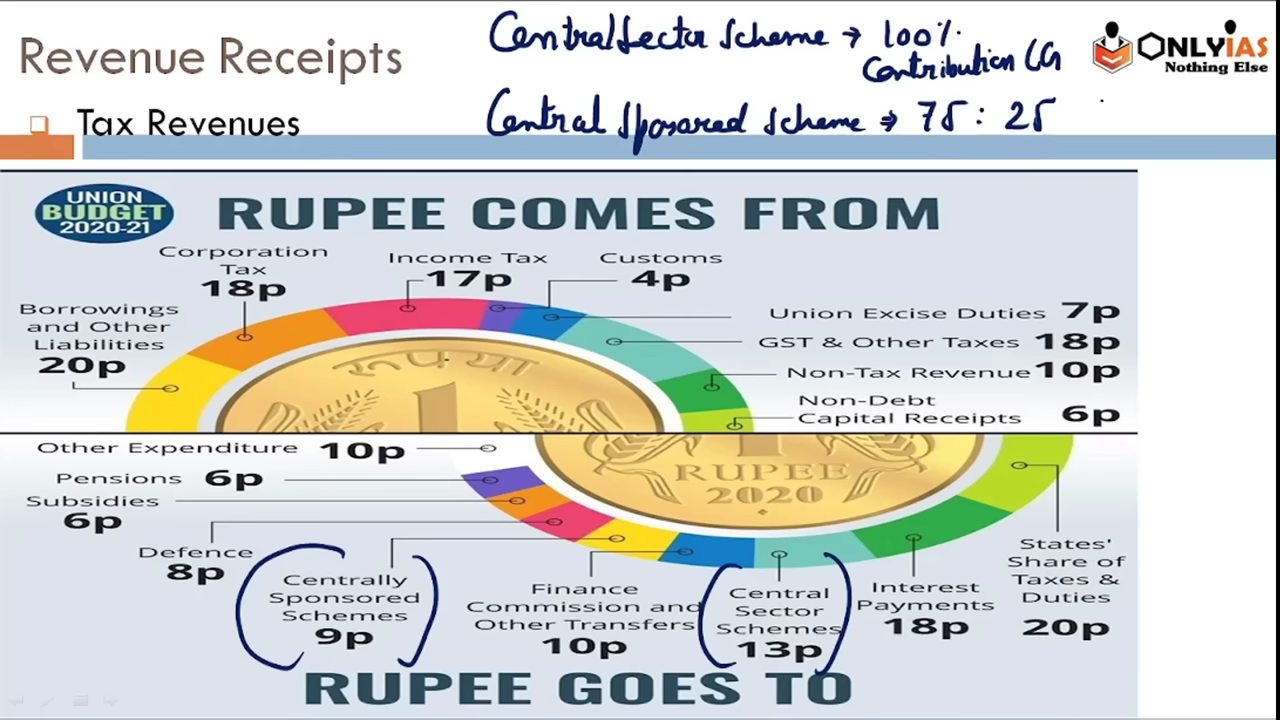 Revenue Receipts
Central Sector Scheme → 100%.
Contribution CG
ONLYIAS
Nothing Else
Tax Revenues
Central Sposared Scheme → 75 : 25
UNION
BUDGET
2020-21
RUPEE COMES FROM
Corporation
Tax
18p
Income Tax
17p
Customs
4p
Borrowings
and Other
Liabilities
20p
Union Excise Duties 7p
GST & Other Taxes 18p
Non-Tax Revenue 10p
Non-Debt
Capital Receipts 6p
रुपया
1
Other Expenditure 10p
Pensions 6p
Subsidies
6p
Defence
8p
Centrally
Sponsored
Schemes
9p
Finance
Commission and
Other Transfers
10p
Central
Sector
Schemes
13p
Interest
Payments
18p
States'
Share of
Taxes &
Duties
20p
1
RUPEE
2020
RUPEE GOES TO